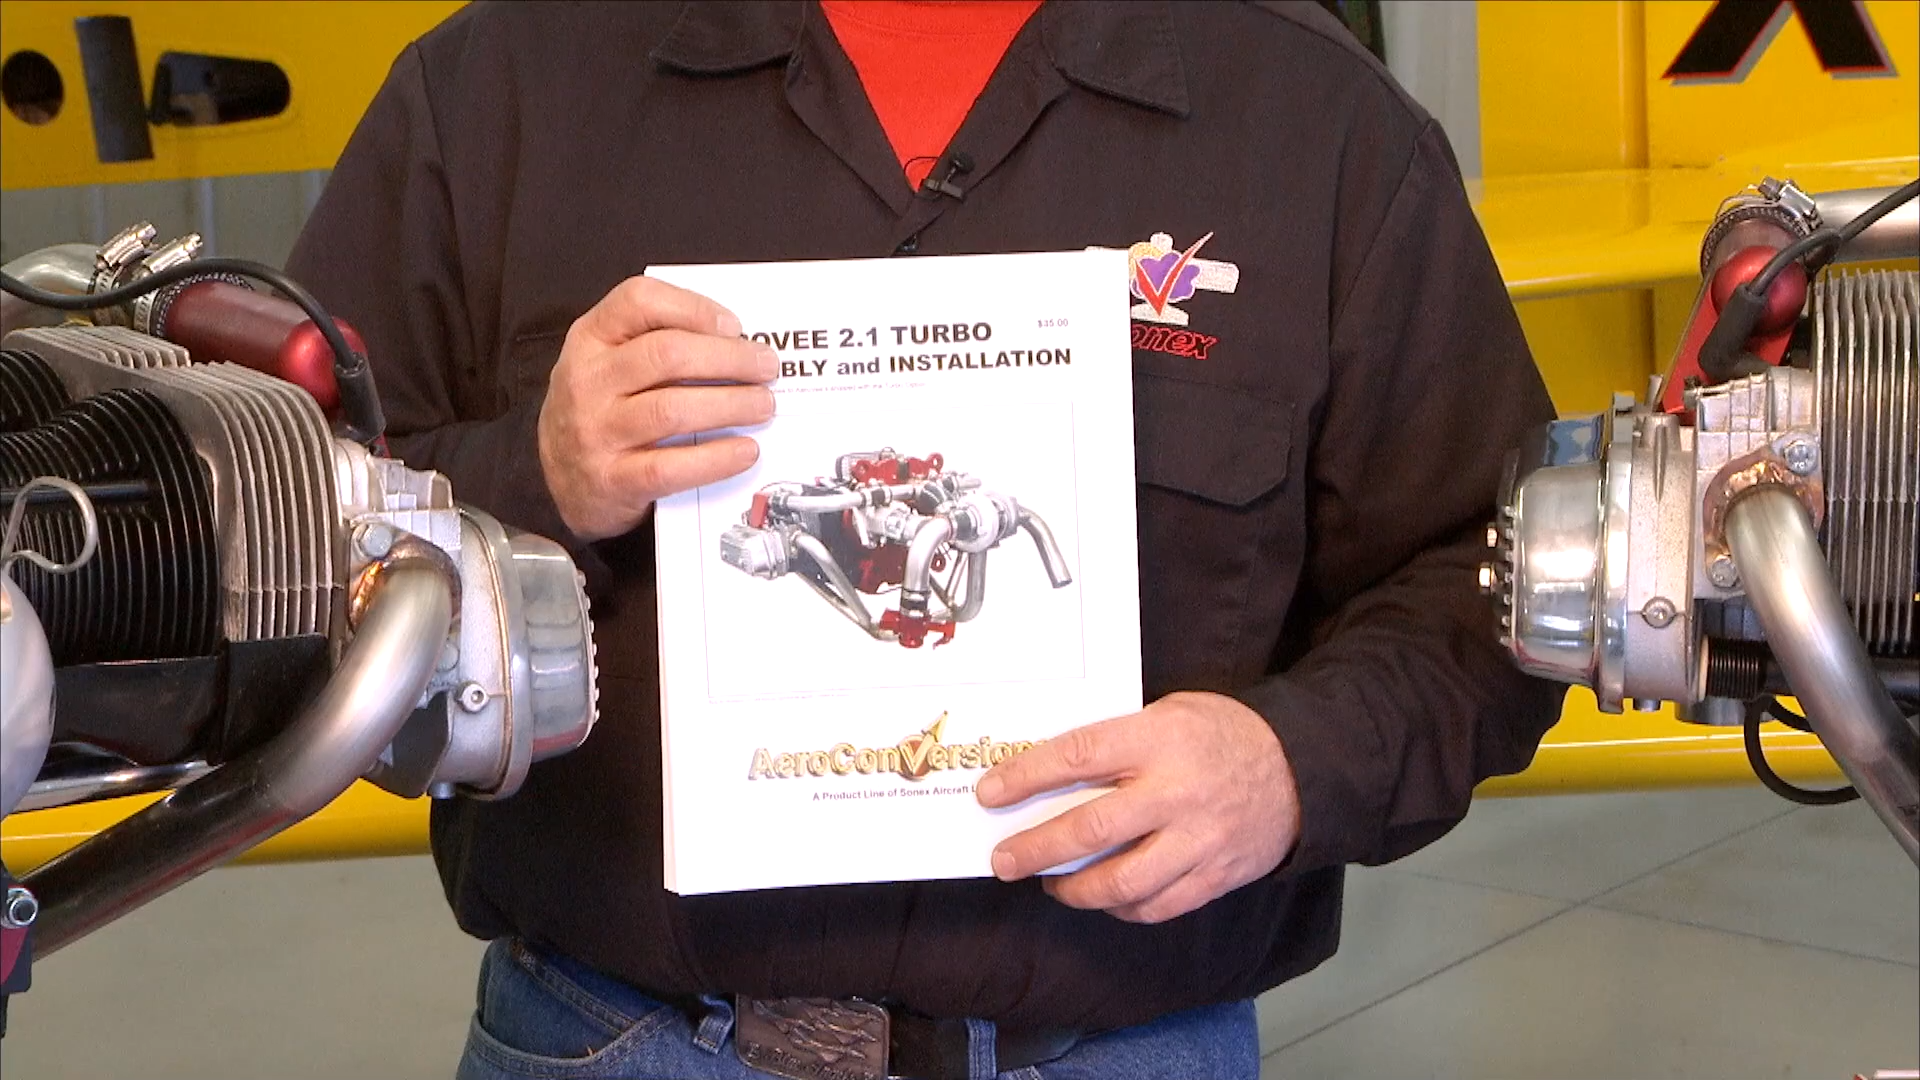 $35.00
OVEE 2.1 TURBO
BLY and INSTALLATION
AeroConversion
A Product Line of Sonex Aircraft L
onex
X